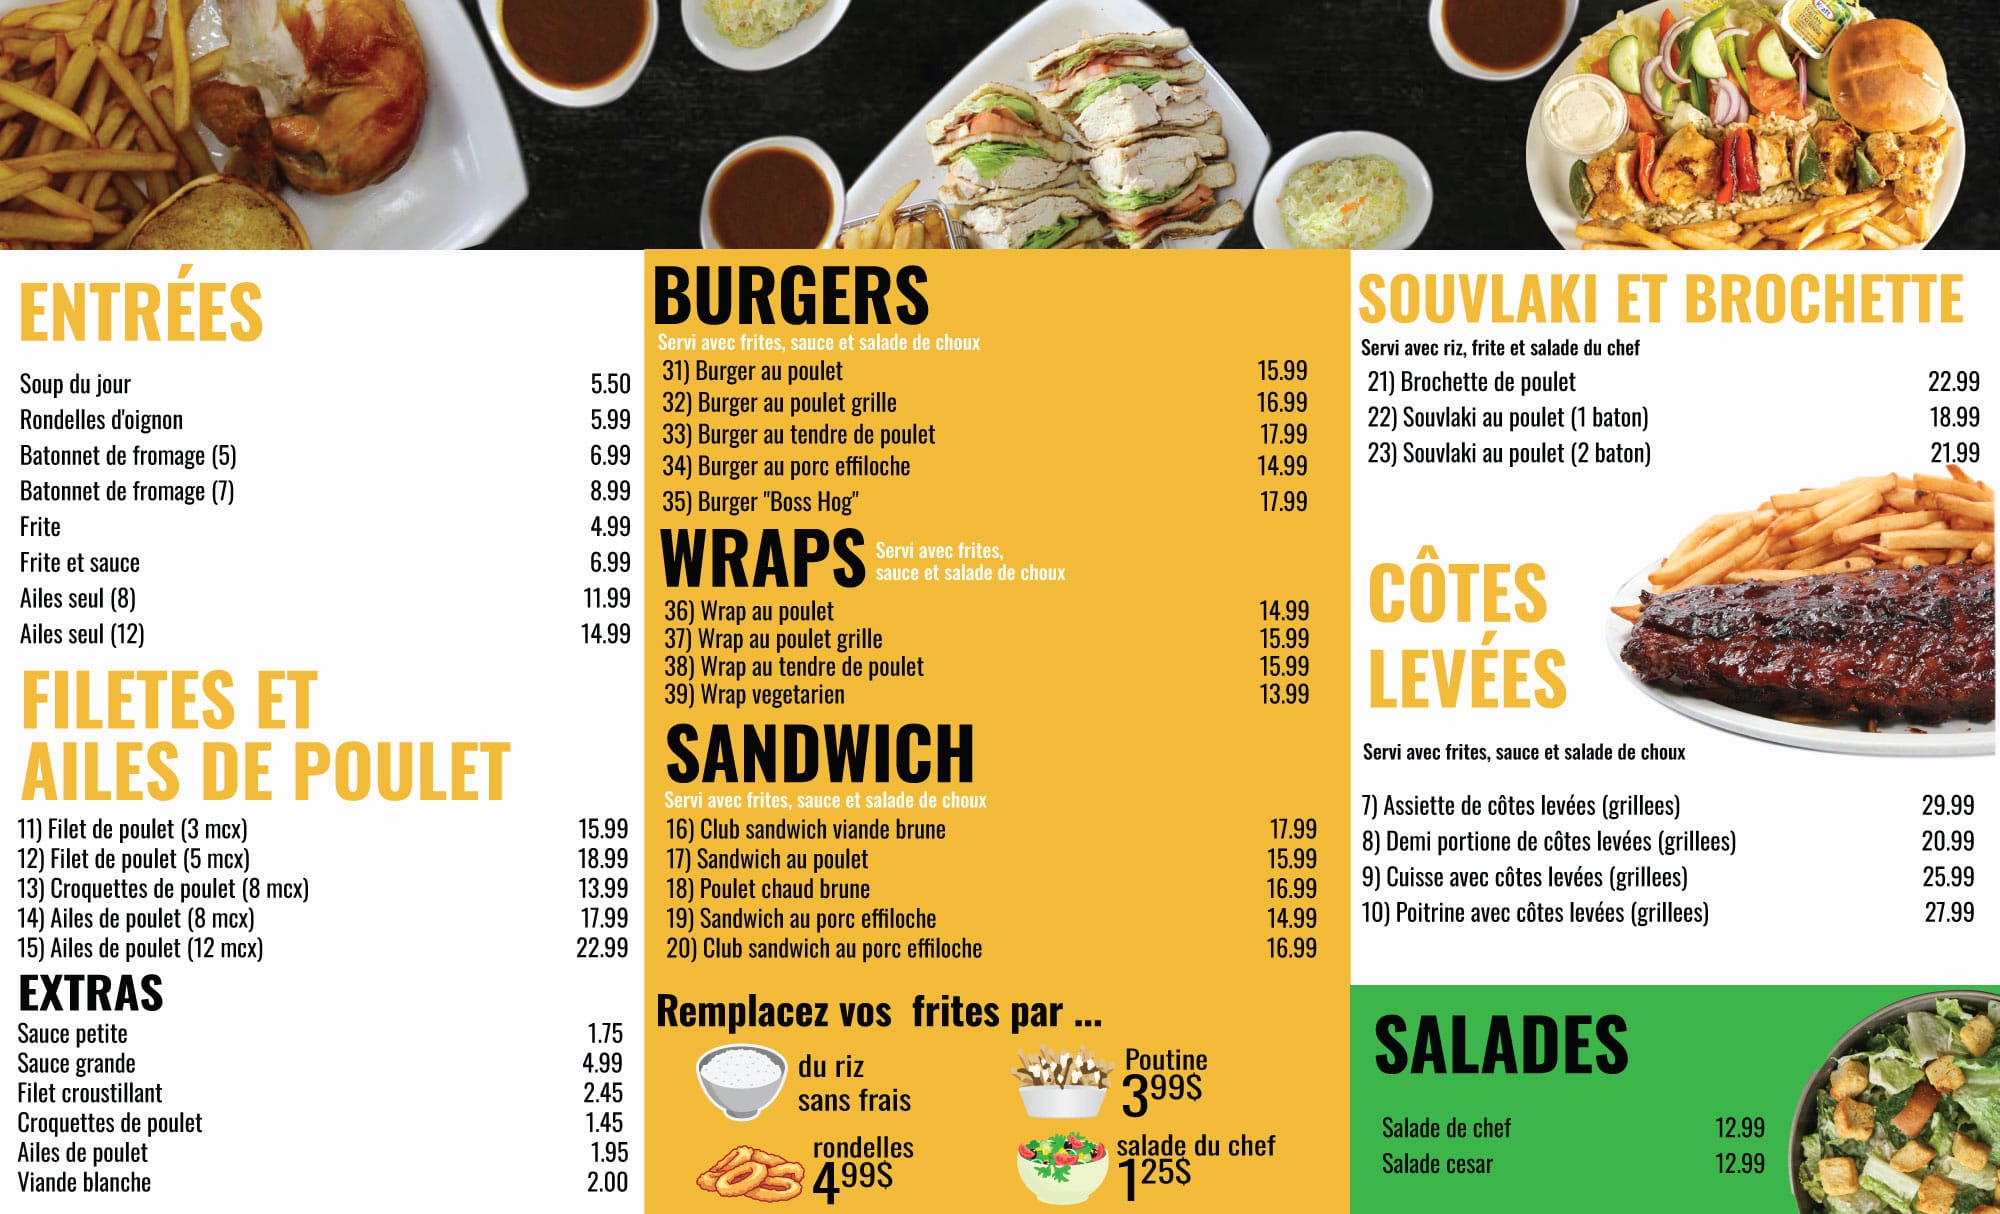 ENTRÉES
Soup du jour 5.50
Rondelles d'oignon 5.99
Batonnet de fromage (5) 6.99
Batonnet de fromage (7) 8.99
Frite 4.99
Frite et sauce 6.99
Ailes seul (8) 11.99
Ailes seul (12) 14.99
FILETES ET
AILES DE POULET
11) Filet de poulet (3 mcx) 15.99
12) Filet de poulet (5 mcx) 18.99
13) Croquettes de poulet (8 mcx) 13.99
14) Ailes de poulet (8 mcx) 17.99
15) Ailes de poulet (12 mcx) 22.99
EXTRAS
Sauce petite 1.75
Sauce grande 4.99
Filet croustillant 2.45
Croquettes de poulet 1.45
Ailes de poulet 1.95
Viande blanche 2.00
BURGERS
Servi avec frites, sauce et salade de choux
31) Burger au poulet 15.99
32) Burger au poulet grille 16.99
33) Burger au tendre de poulet 17.99
34) Burger au porc effiloche 14.99
35) Burger "Boss Hog" 17.99
WRAPS
Servi avec frites,
sauce et salade de choux
36) Wrap au poulet 14.99
37) Wrap au poulet grille 15.99
38) Wrap au tendre de poulet 15.99
39) Wrap vegetarien 13.99
SANDWICH
Servi avec frites, sauce et salade de choux
16) Club sandwich viande brune 17.99
17) Sandwich au poulet 15.99
18) Poulet chaud brune 16.99
19) Sandwich au porc effiloche 14.99
20) Club sandwich au porc effiloche 16.99
Remplacez vos frites par ...
du riz
sans frais
Poutine
3 99$
rondelles
4 99$
salade du chef
1 25$
SOUVLAKI ET BROCHETTE
Servi avec riz, frite et salade du chef
21) Brochette de poulet 22.99
22) Souvlaki au poulet (1 baton) 18.99
23) Souvlaki au poulet (2 baton) 21.99
CÔTES
LEVÉES
Servi avec frites, sauce et salade de choux
7) Assiette de côtes levées (grillees) 29.99
8) Demi portione de côtes levées (grillees) 20.99
9) Cuisse avec côtes levées (grillees) 25.99
10) Poitrine avec côtes levées (grillees) 27.99
SALADES
Salade de chef 12.99
Salade cesar 12.99
Kraft